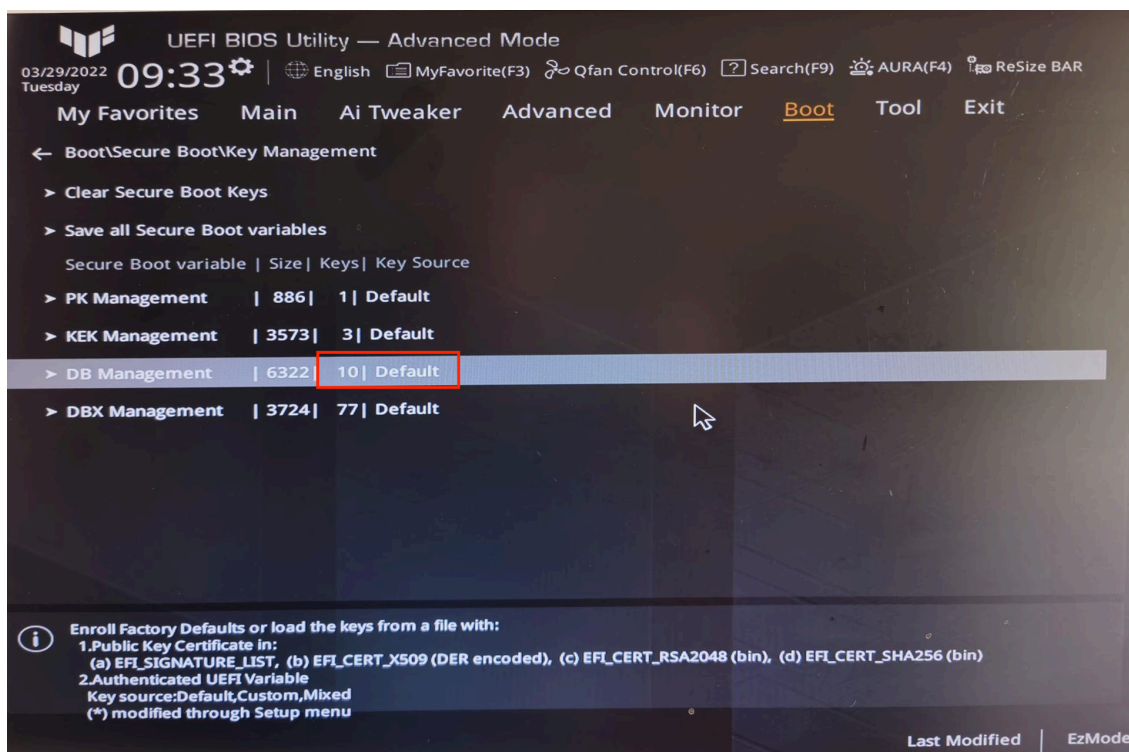 UEFI BIOS Utility — Advanced Mode
03/29/2022 Tuesday 09:33 English MyFavorite(F3) Qfan Control(F6) ? Search(F9) AURA(F4) ReSize BAR
My Favorites Main Ai Tweaker Advanced Monitor Boot Tool Exit
← Boot\Secure Boot\Key Management
> Clear Secure Boot Keys
> Save all Secure Boot variables
Secure Boot variable | Size| Keys| Key Source
> PK Management | 886| 1| Default
> KEK Management | 3573| 3| Default
> DB Management | 6322| 10| Default
> DBX Management | 3724| 77| Default
i Enroll Factory Defaults or load the keys from a file with:
1.Public Key Certificate in:
(a) EFI_SIGNATURE_LIST, (b) EFI_CERT_X509 (DER encoded), (c) EFI_CERT_RSA2048 (bin), (d) EFI_CERT_SHA256 (bin)
2.Authenticated UEFI Variable
Key source:Default,Custom,Mixed
(*) modified through Setup menu
Last Modified | EzMode